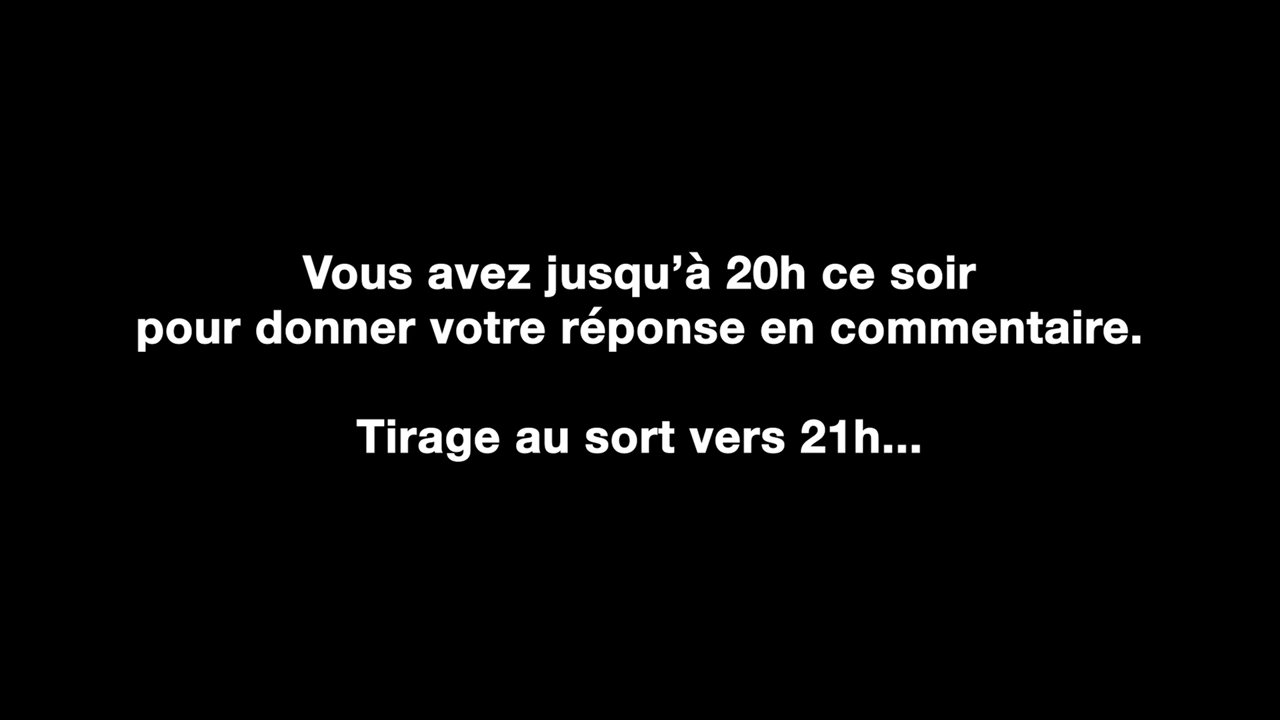 Vous avez jusqu’à 20h ce soir
pour donner votre réponse en commentaire.
Tirage au sort vers 21h...